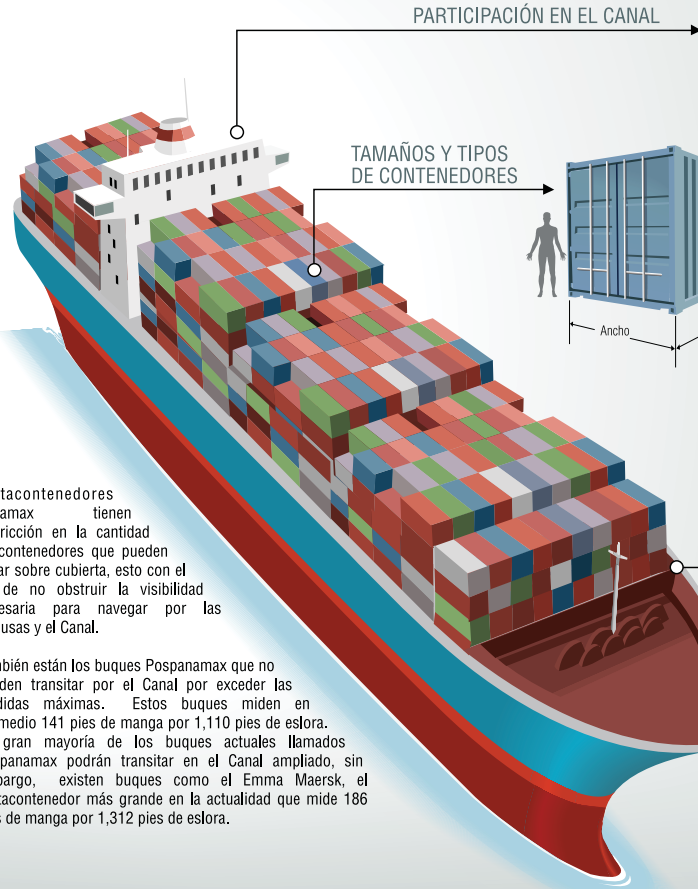 PARTICIPACIÓN EN EL CANAL
TAMAÑOS Y TIPOS
DE CONTENEDORES
Ancho
tacontenedores
amax tienen
ricción en la cantidad
contenedores que pueden
ar sobre cubierta, esto con el
de no obstruir la visibilidad
esaria para navegar por las
usas y el Canal.
mbién están los buques Pospanamax que no
den transitar por el Canal por exceder las
didas máximas. Estos buques miden en
medio 141 pies de manga por 1,110 pies de eslora.
gran mayoría de los buques actuales llamados
panamax podrán transitar en el Canal ampliado, sin
bargo, existen buques como el Emma Maersk, el
tacontenedor más grande en la actualidad que mide 186
s de manga por 1,312 pies de eslora.